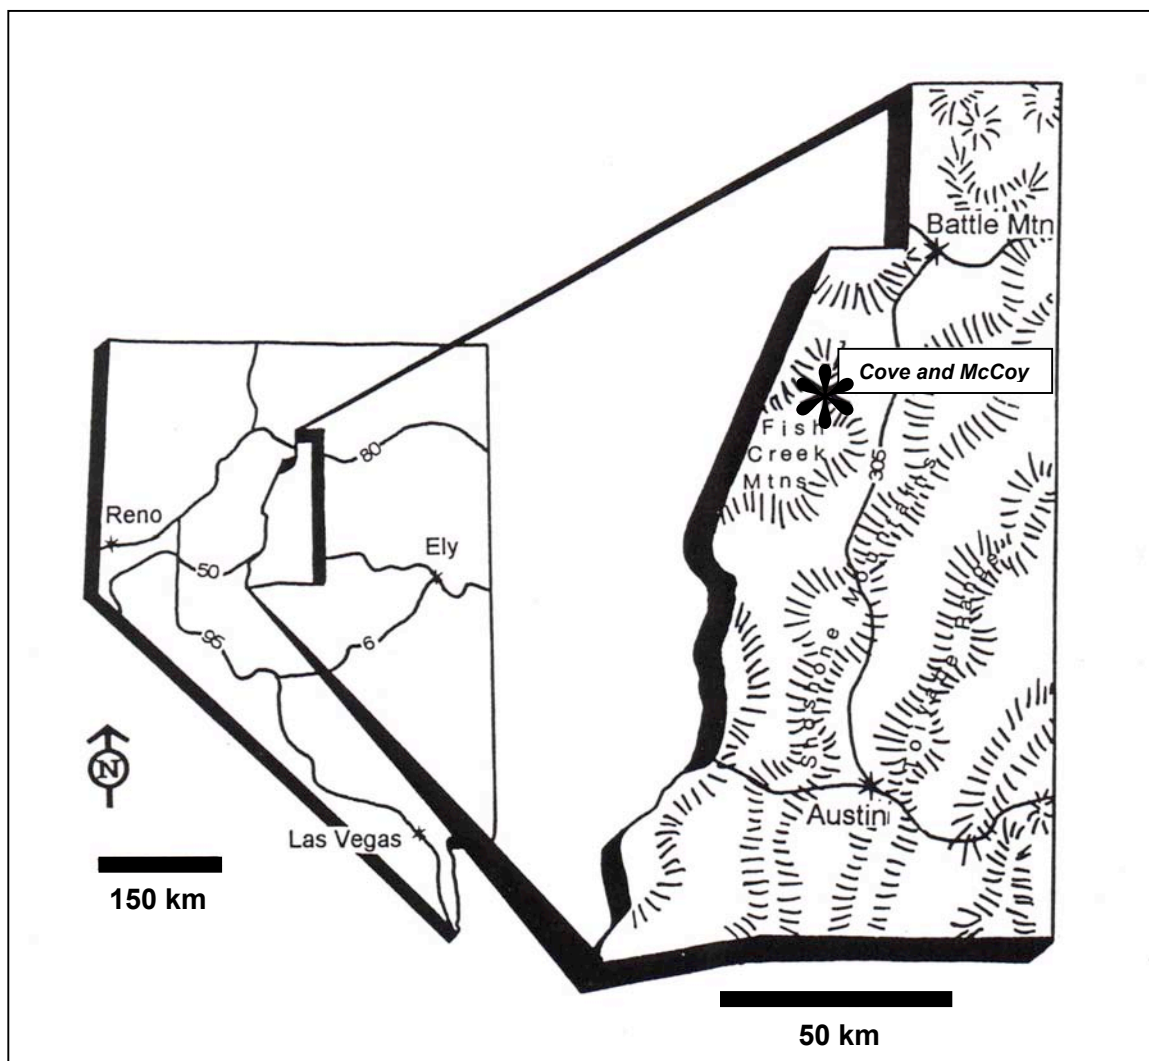 Battle Mtn
Cove and McCoy
Fish
Creek
Mtns
305
Shoshone Mountains
Toiyabe Range
Austin
80
Reno
50
Ely
95
6
N
Las Vegas
150 km
50 km